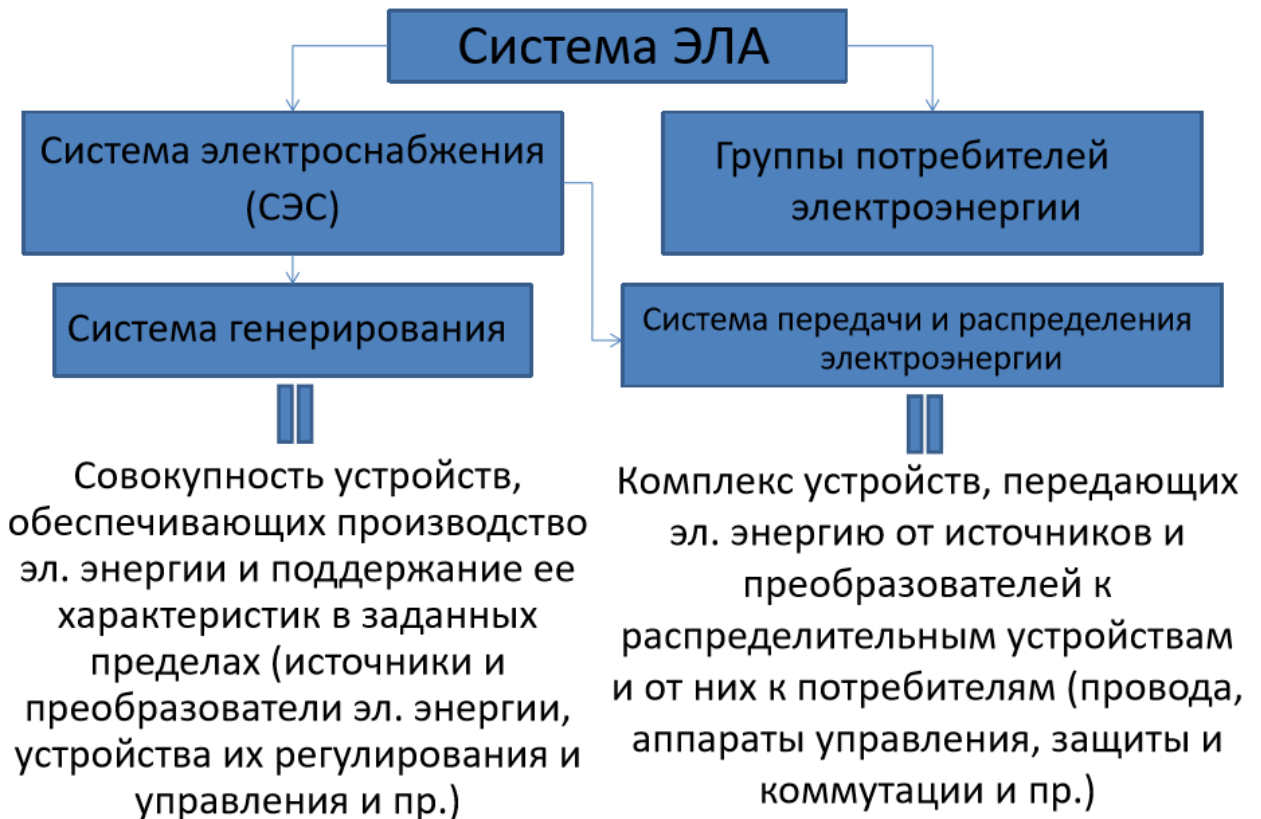 Система ЭЛА
Система электроснабжения
(СЭС)
Группы потребителей
электроэнергии
Система генерирования
Система передачи и распределения
электроэнергии
Совокупность устройств,
обеспечивающих производство
эл. энергии и поддержание ее
характеристик в заданных
пределах (источники и
преобразователи эл. энергии,
устройства их регулирования и
управления и пр.)
Комплекс устройств, передающих
эл. энергию от источников и
преобразователей к
распределительным устройствам
и от них к потребителям (провода,
аппараты управления, защиты и
коммутации и пр.)